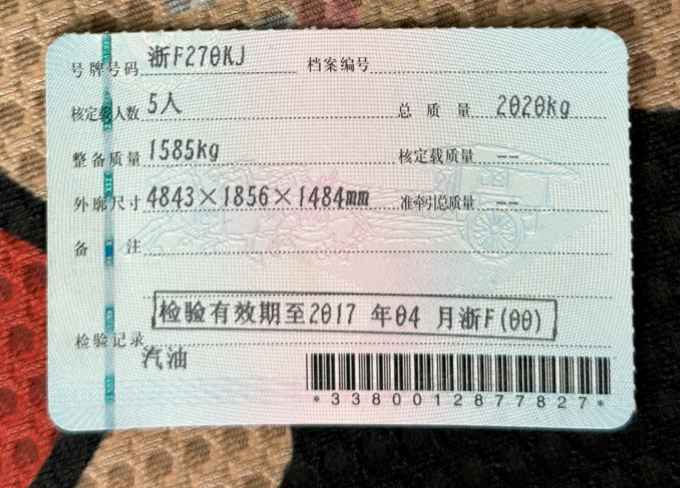 号牌号码 浙F270KJ 档案编号
核定载人数 5人 总质量 2020kg
整备质量 1585kg 核定载质量 --
外廓尺寸 4843×1856×1484mm 准牵引总质量 --
备注
检验有效期至2017 年04 月浙F(00)
检验记录
汽油
*3380012877827*